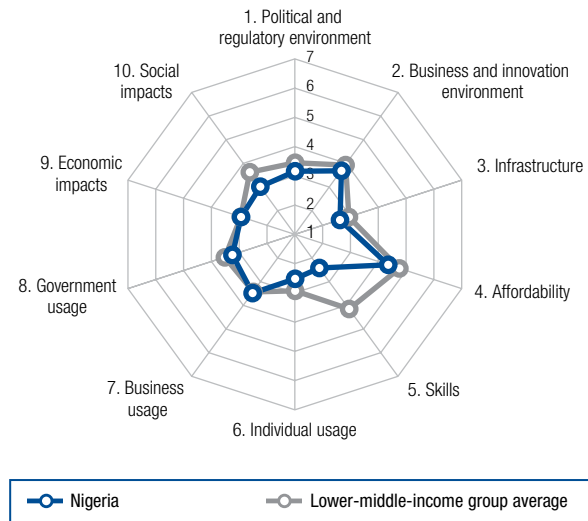 1. Political and
regulatory environment
2. Business and innovation
environment
3. Infrastructure
4. Affordability
5. Skills
6. Individual usage
7. Business
usage
8. Government
usage
9. Economic
impacts
10. Social
impacts
7
6
5
4
3
2
1
Nigeria
Lower-middle-income group average